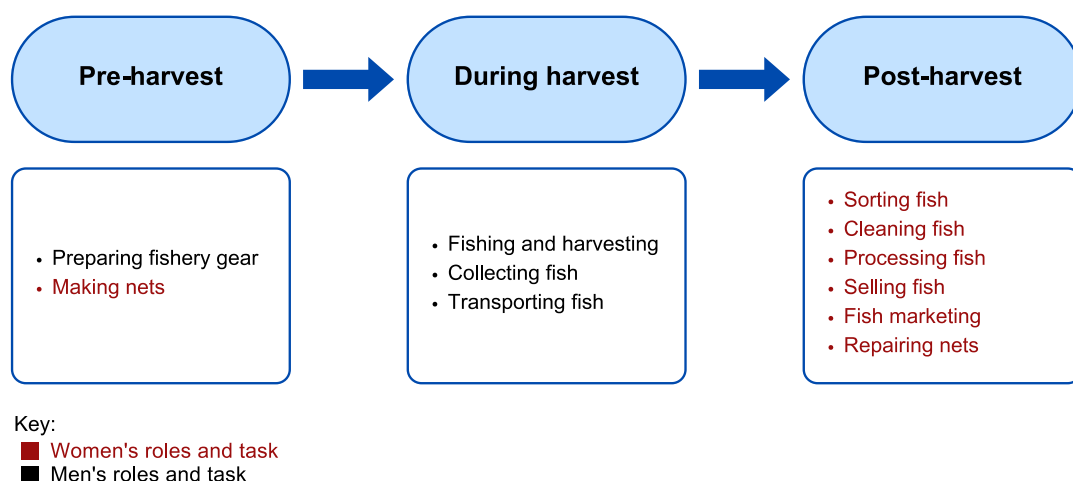 Pre-harvest
During harvest
Post-harvest
• Preparing fishery gear
• Making nets
• Fishing and harvesting
• Collecting fish
• Transporting fish
• Sorting fish
• Cleaning fish
• Processing fish
• Selling fish
• Fish marketing
• Repairing nets
Key:
Women's roles and task
Men's roles and task